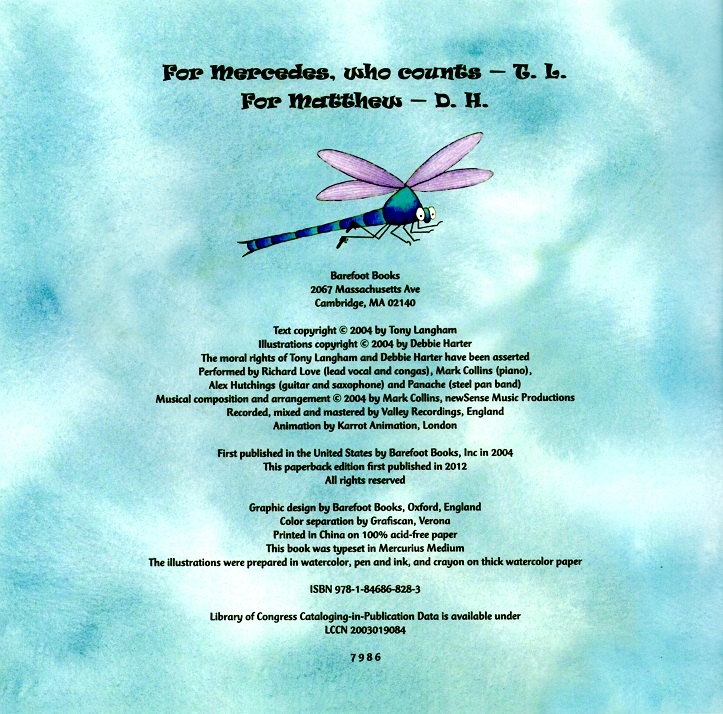 For Mercedes, who counts — T. L.
For Matthew — D. H.
Barefoot Books
2067 Massachusetts Ave
Cambridge, MA 02140
Text copyright © 2004 by Tony Langham
Illustrations copyright © 2004 by Debbie Harter
The moral rights of Tony Langham and Debbie Harter have been asserted
Performed by Richard Love (lead vocal and congas), Mark Collins (piano),
Alex Hutchings (guitar and saxophone) and Panache (steel pan band)
Musical composition and arrangement © 2004 by Mark Collins, newSense Music Productions
Recorded, mixed and mastered by Valley Recordings, England
Animation by Karrot Animation, London
First published in the United States by Barefoot Books, Inc in 2004
This paperback edition first published in 2012
All rights reserved
Graphic design by Barefoot Books, Oxford, England
Color separation by Grafiscan, Verona
Printed in China on 100% acid-free paper
This book was typeset in Mercurius Medium
The illustrations were prepared in watercolor, pen and ink, and crayon on thick watercolor paper
ISBN 978-1-84686-828-3
Library of Congress Cataloging-in-Publication Data is available under
LCCN 2003019084
7 9 8 6